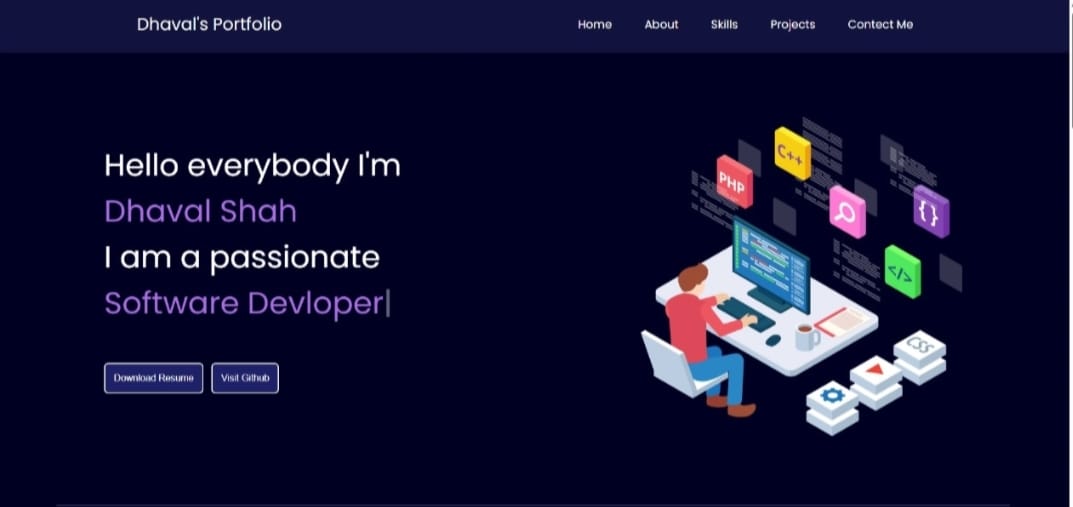 Dhaval's Portfolio
Home About Skills Projects Contect Me
Hello everybody I'm
Dhaval Shah
I am a passionate
Software Devloper|
Download Resume Visit Github
PHP
C++
{}
</>
CSS